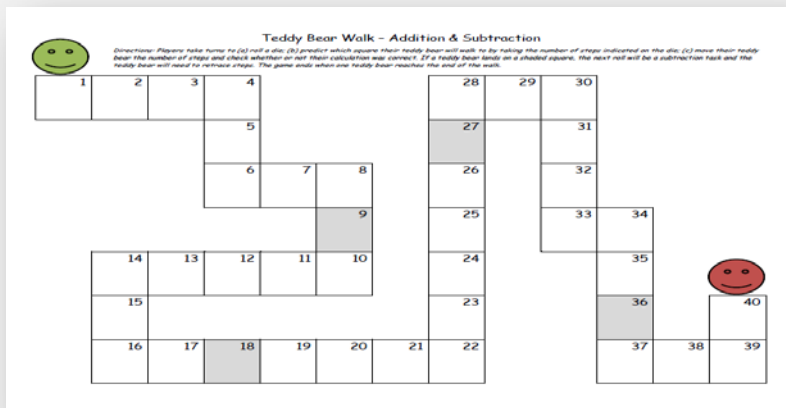 Teddy Bear Walk – Addition & Subtraction
Directions: Players take turns to (a) roll a die; (b) predict which square their teddy bear will walk to by taking the number of steps indicated on the die; (c) move their teddy
bear the number of steps and check whether or not their calculation was correct. If a teddy bear lands on a shaded square, the next roll will be a subtraction task and the
teddy bear will need to retrace steps. The game ends when one teddy bear reaches the end of the walk.
1 2 3 4 28 29 30
5 27 31
6 7 8 26 32
9 25 33 34
14 13 12 11 10 24 35
15 23 36 40
16 17 18 19 20 21 22 37 38 39